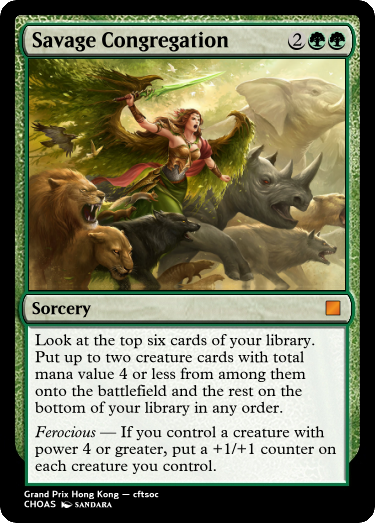 Savage Congregation 2
Sorcery
Look at the top six cards of your library.
Put up to two creature cards with total
mana value 4 or less from among them
onto the battlefield and the rest on the
bottom of your library in any order.
Ferocious — If you control a creature with
power 4 or greater, put a +1/+1 counter on
each creature you control.
Grand Prix Hong Kong — cftsoc
CHOAS SANDARA